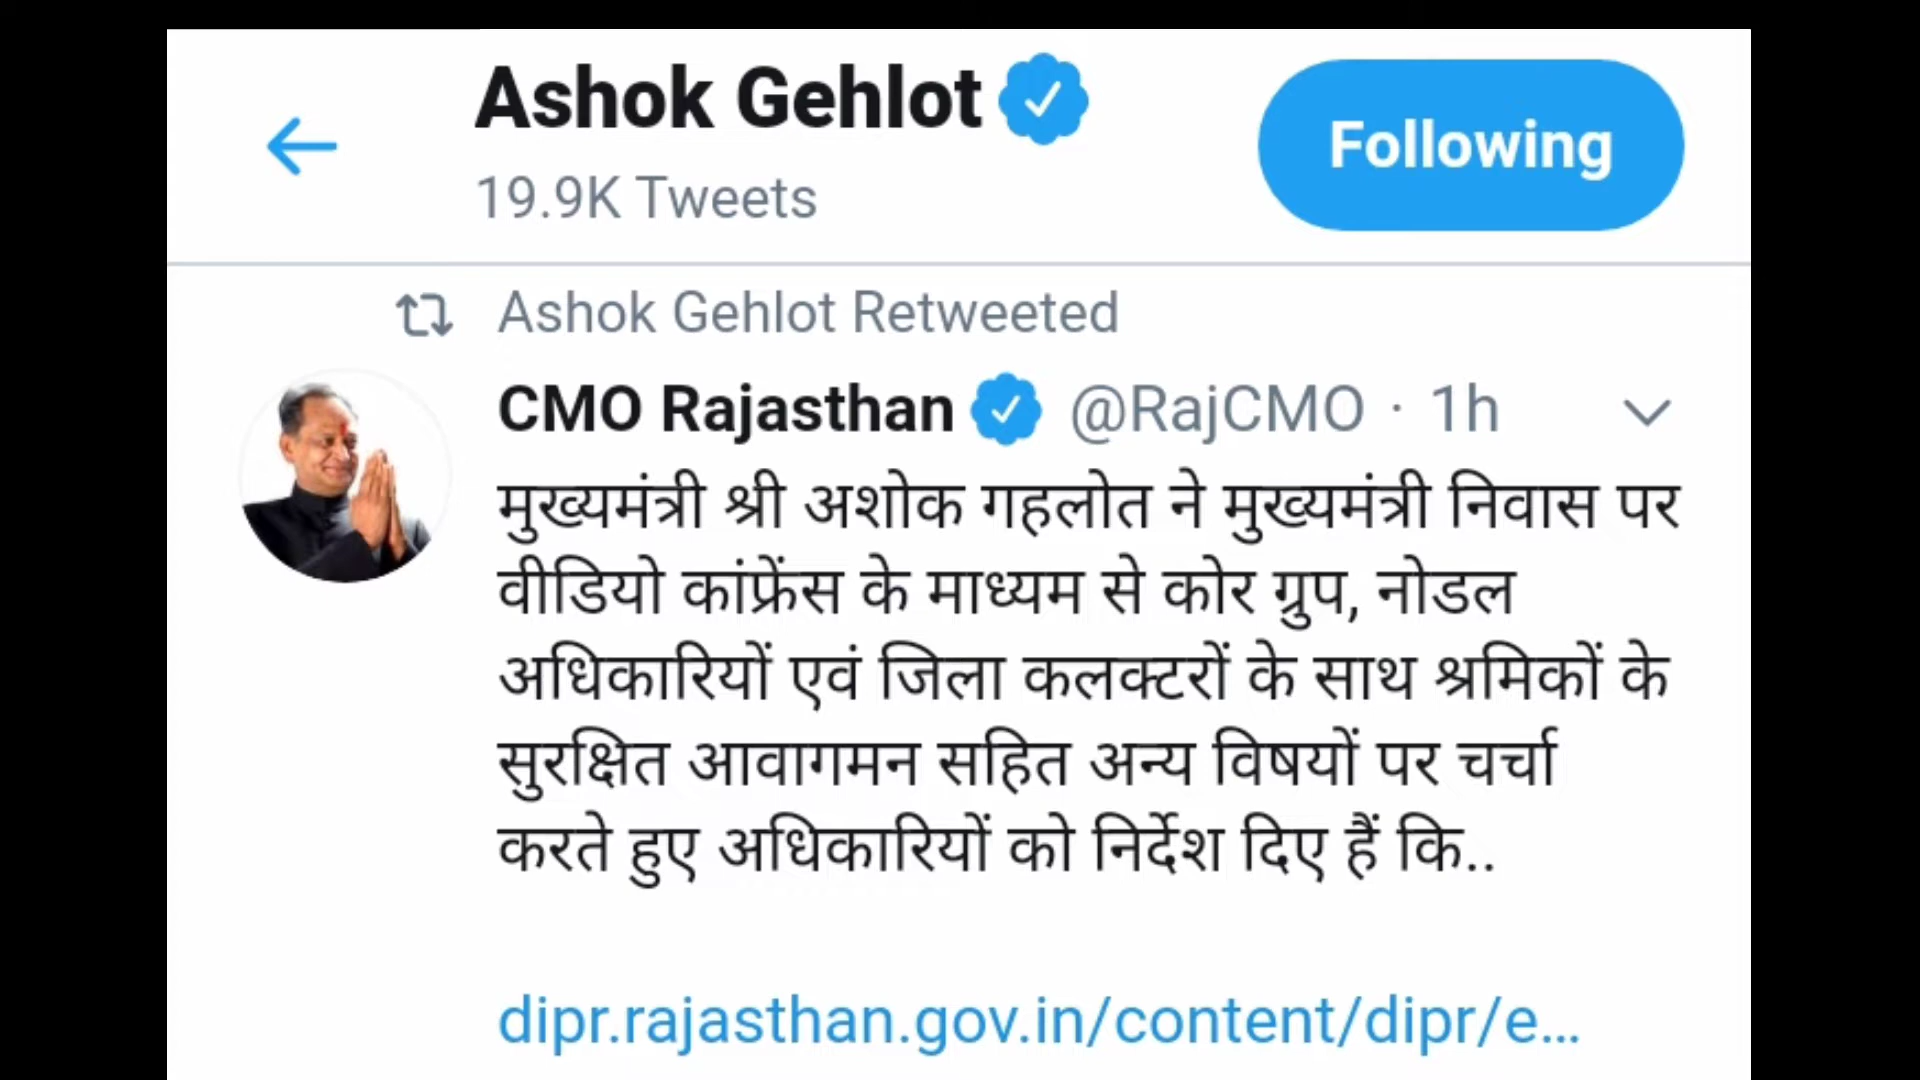 Ashok Gehlot
Following
19.9K Tweets
Ashok Gehlot Retweeted
CMO Rajasthan @RajCMO · 1h
मुख्यमंत्री श्री अशोक गहलोत ने मुख्यमंत्री निवास पर
वीडियो कांफ्रेंस के माध्यम से कोर ग्रुप, नोडल
अधिकारियों एवं जिला कलक्टरों के साथ श्रमिकों के
सुरक्षित आवागमन सहित अन्य विषयों पर चर्चा
करते हुए अधिकारियों को निर्देश दिए हैं कि..
dipr.rajasthan.gov.in/content/dipr/e...